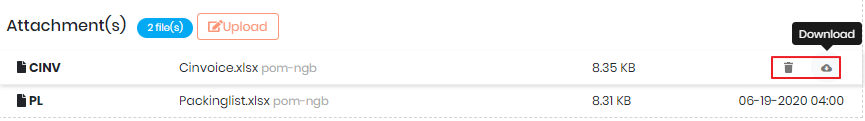 Attachment(s) 2 file(s) Upload
Download
CINV Cinvoice.xlsx pom-ngb 8.35 KB
PL Packinglist.xlsx pom-ngb 8.31 KB 06-19-2020 04:00